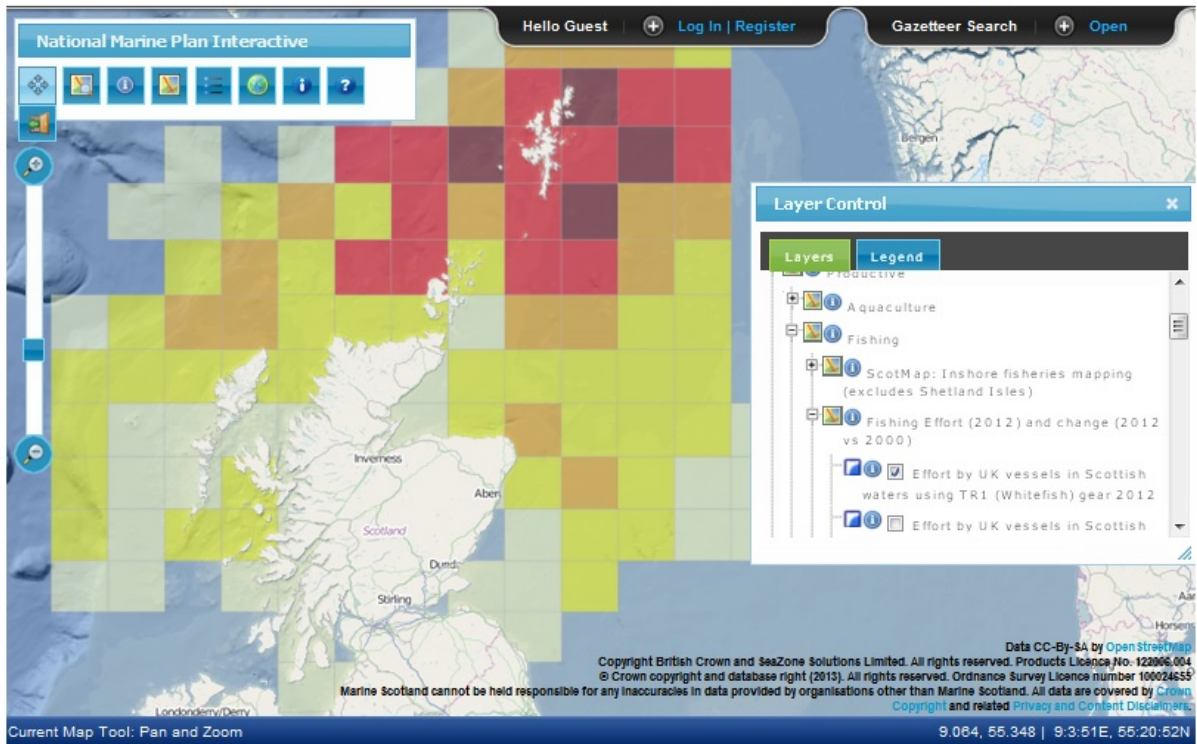 Hello Guest | Log In | Register
Gazetteer Search | Open
National Marine Plan Interactive
Bergen
Layer Control
Layers
Legend
Productive
Aquaculture
Fishing
ScotMap: Inshore fisheries mapping
(excludes Shetland Isles)
Fishing Effort (2012) and change (2012
vs 2000)
Effort by UK vessels in Scottish
waters using TR1 (Whitefish) gear 2012
Effort by UK vessels in Scottish
Inverness
Aber
Scotland
Dund
Stirling
Londonderry/Derry
Aar
Horsens
Data CC-By-SA by OpenStreetMap
Copyright British Crown and SeaZone Solutions Limited. All rights reserved. Products Licence No. 122006.004
© Crown copyright and database right (2013). All rights reserved. Ordnance Survey Licence number 100024655
Marine Scotland cannot be held responsible for any inaccuracies in data provided by organisations other than Marine Scotland. All data are covered by Crown
Copyright and related Privacy and Content Disclaimers.
Current Map Tool: Pan and Zoom
9.064, 55.348 | 9:3:51E, 55:20:52N